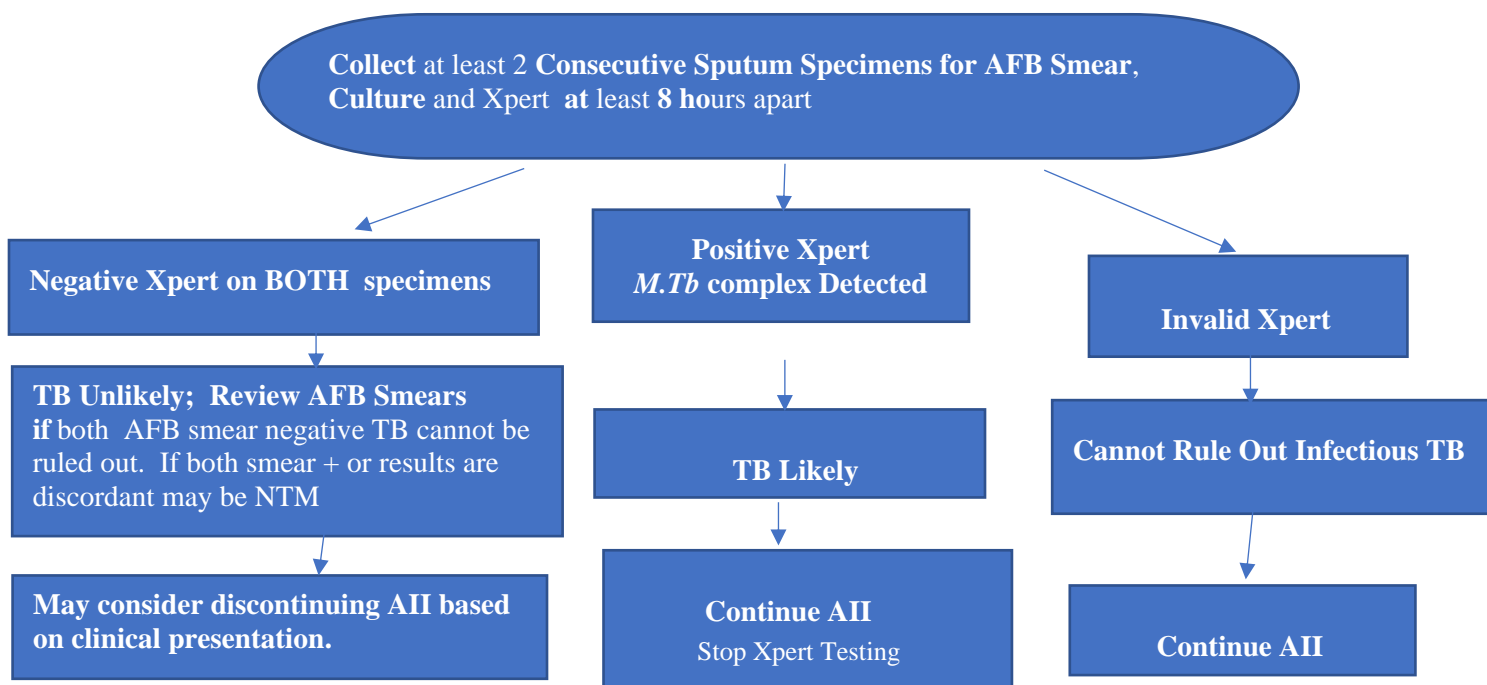 Collect at least 2 Consecutive Sputum Specimens for AFB Smear,
Culture and Xpert at least 8 hours apart
Negative Xpert on BOTH specimens
TB Unlikely; Review AFB Smears
if both AFB smear negative TB cannot be
ruled out. If both smear + or results are
discordant may be NTM
May consider discontinuing AII based
on clinical presentation.
Positive Xpert
M.Tb complex Detected
TB Likely
Continue AII
Stop Xpert Testing
Invalid Xpert
Cannot Rule Out Infectious TB
Continue AII